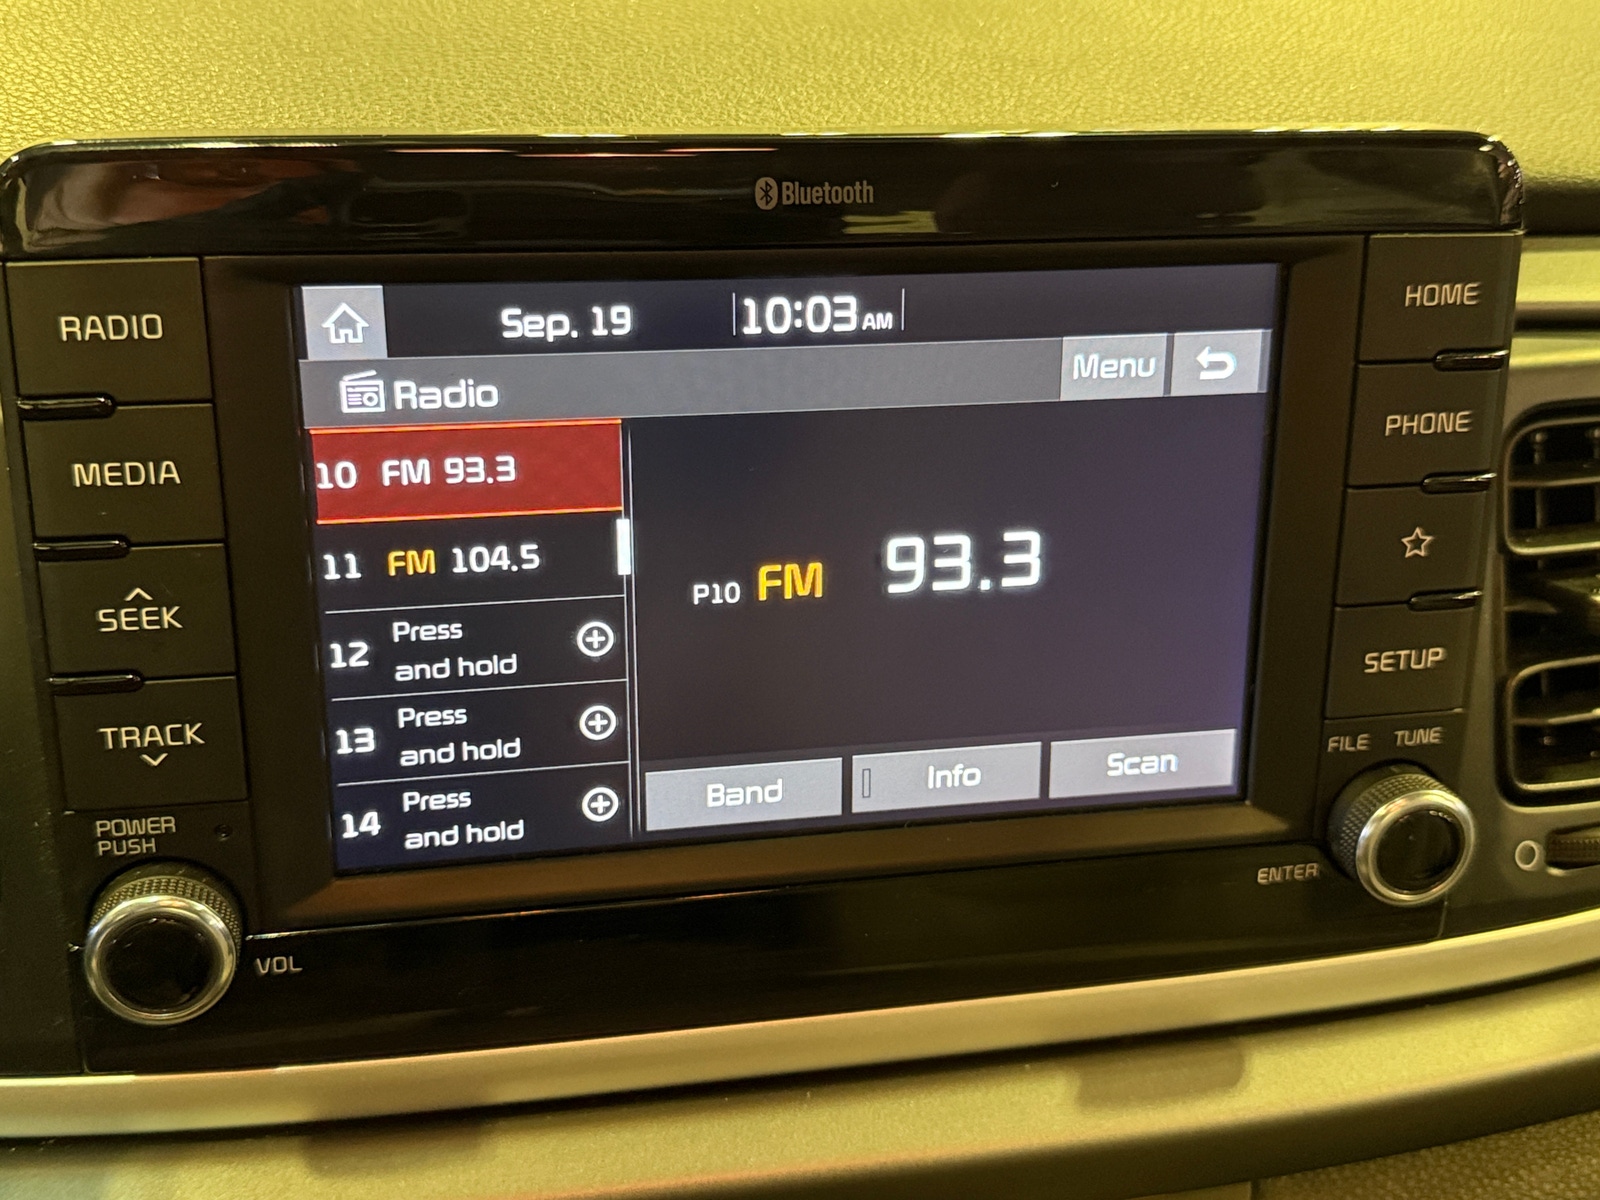 Bluetooth
RADIO
MEDIA
SEEK
TRACK
POWER
PUSH
VOL
Sep. 19
10:03 AM
Radio
Menu
10 FM 93.3
11 FM 104.5
12 Press
and hold
13 Press
and hold
14 Press
and hold
P10 FM 93.3
Band
Info
Scan
HOME
PHONE
SETUP
FILE TUNE
ENTER